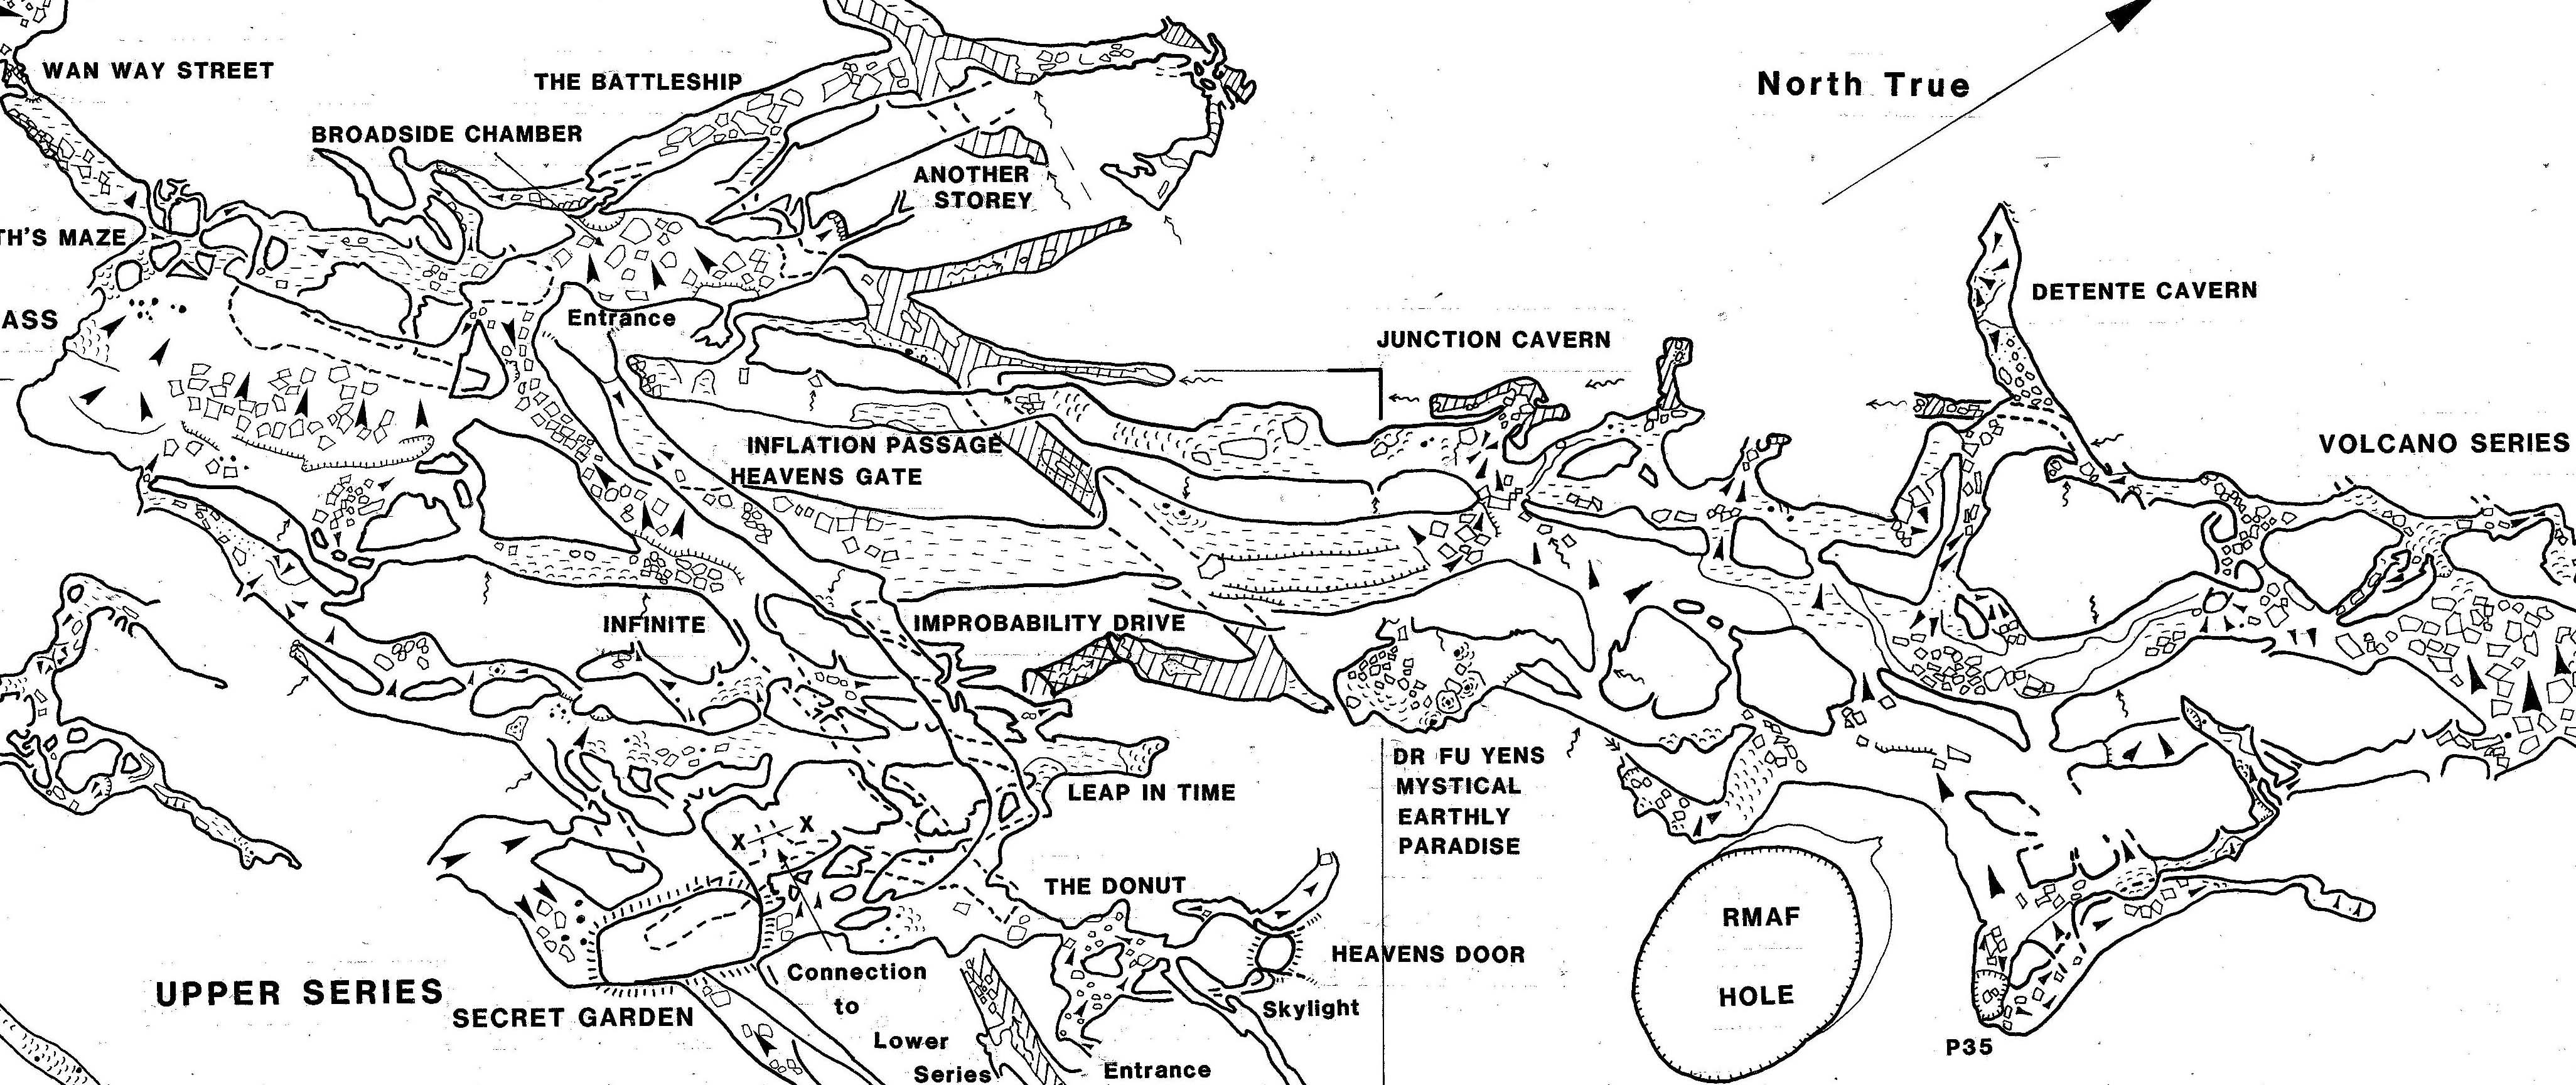 WAN WAY STREET
THE BATTLESHIP
North True
BROADSIDE CHAMBER
ANOTHER
STOREY
TH'S MAZE
DETENTE CAVERN
ASS
Entrance
JUNCTION CAVERN
INFLATION PASSAGE
HEAVENS GATE
VOLCANO SERIES
INFINITE IMPROBABILITY DRIVE
DR FU YENS
MYSTICAL
EARTHLY
PARADISE
LEAP IN TIME
X X
THE DONUT
RMAF
HOLE
HEAVENS DOOR
Skylight
UPPER SERIES
SECRET GARDEN
Connection
to
Lower
Series
Entrance
P35